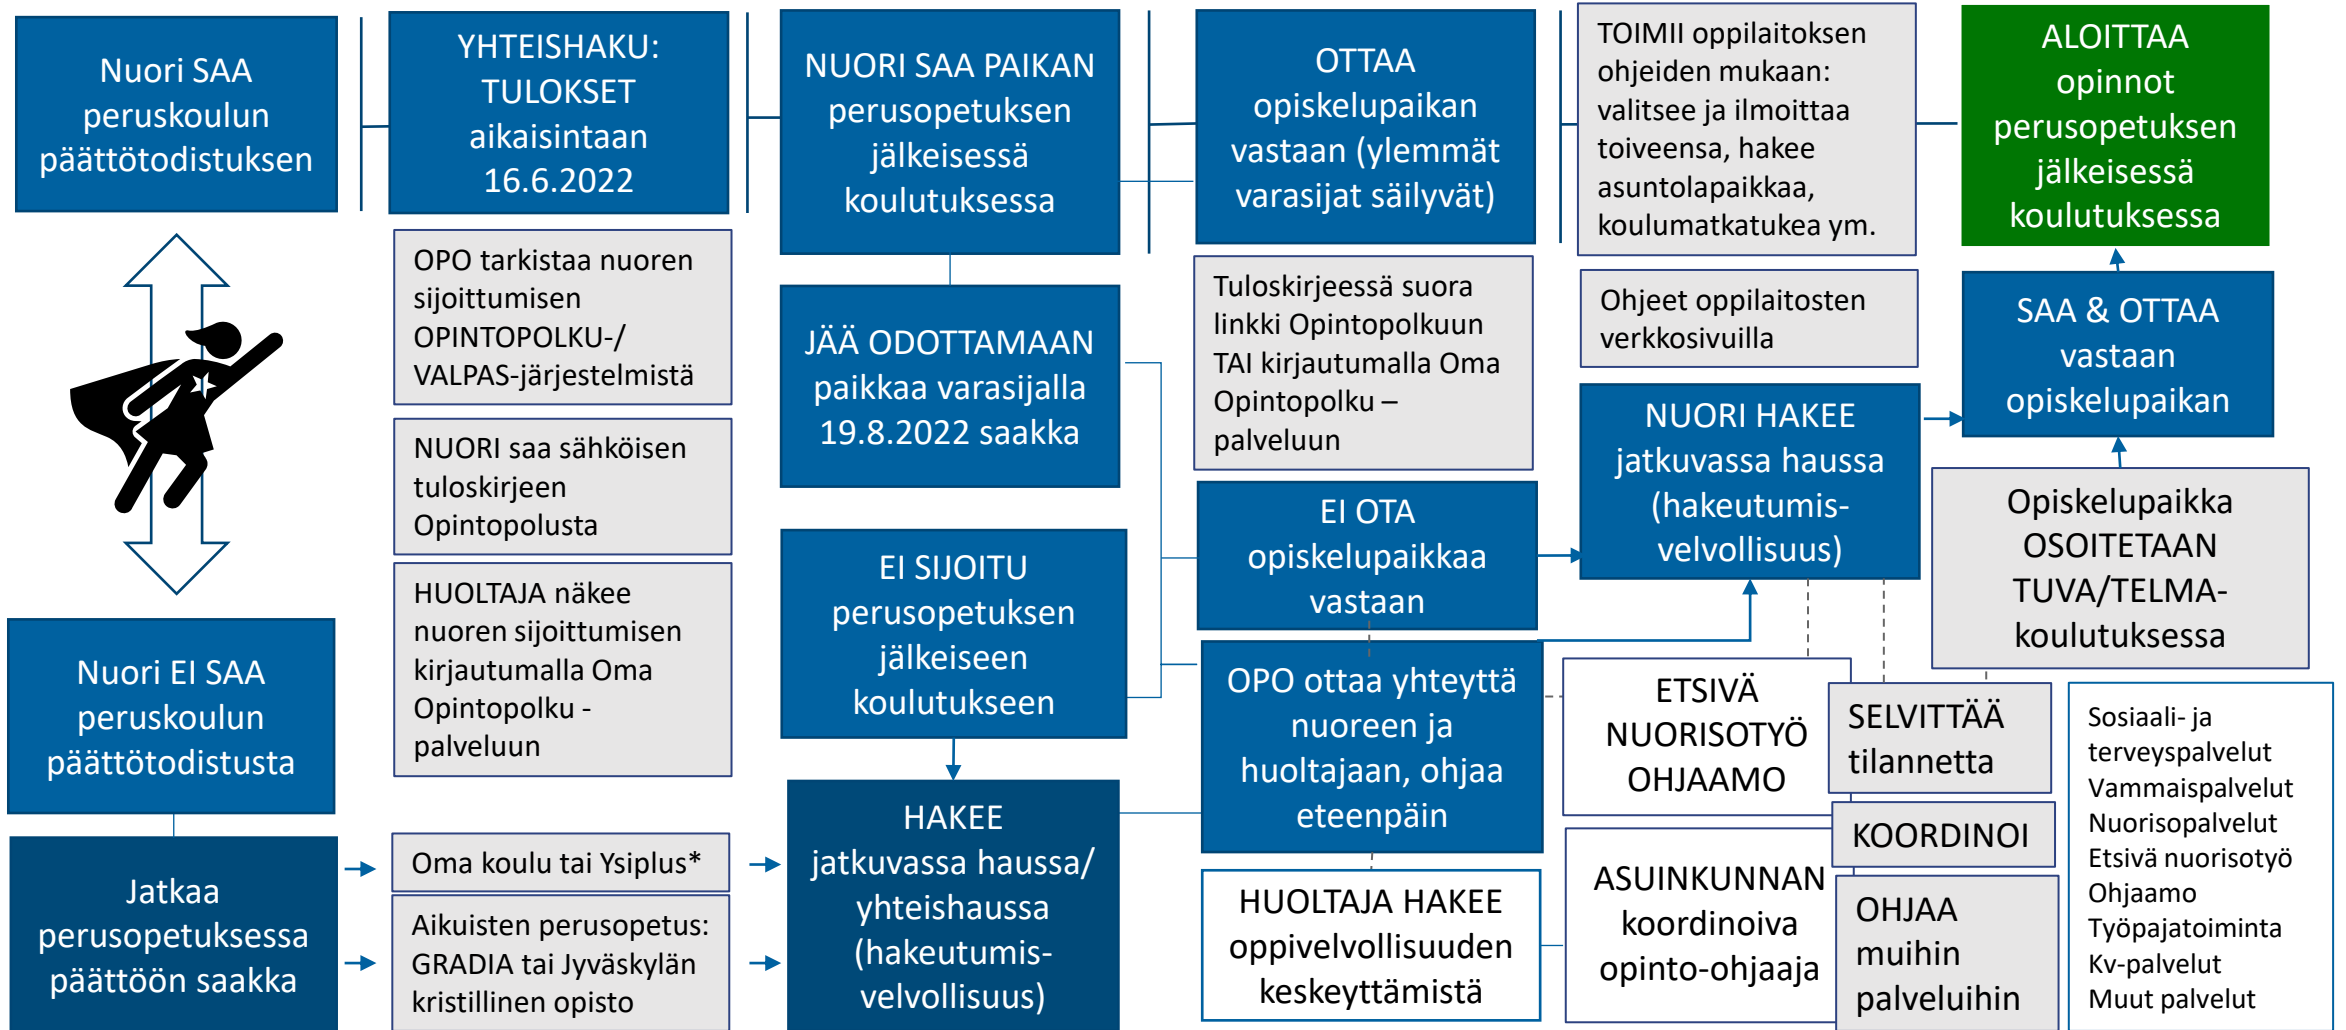 Nuori SAA
peruskoulun
päättötodistuksen
YHTEISHAKU:
TULOKSET
aikaisintaan
16.6.2022
NUORI SAA PAIKAN
perusopetuksen
jälkeisessä
koulutuksessa
OTTAA
opiskelupaikan
vastaan (ylemmät
varasijat säilyvät)
TOIMII oppilaitoksen
ohjeiden mukaan:
valitsee ja ilmoittaa
toiveensa, hakee
asuntolapaikkaa,
koulumatkatukea ym.
ALOITTAA
opinnot
perusopetuksen
jälkeisessä
koulutuksessa
OPO tarkistaa nuoren
sijoittumisen
OPINTOPOLKU-/
VALPAS-järjestelmistä
NUORI saa sähköisen
tuloskirjeen
Opintopolusta
HUOLTAJA näkee
nuoren sijoittumisen
kirjautumalla Oma
Opintopolku -
palveluun
JÄÄ ODOTTAMAAN
paikkaa varasijalla
19.8.2022 saakka
EI SIJOITU
perusopetuksen
jälkeiseen
koulutukseen
Tuloskirjeessä suora
linkki Opintopolkuun
TAI kirjautumalla Oma
Opintopolku –
palveluun
Ohjeet oppilaitosten
verkkosivuilla
EI OTA
opiskelupaikkaa
vastaan
NUORI HAKEE
jatkuvassa haussa
(hakeutumis-
velvollisuus)
SAA & OTTAA
vastaan
opiskelupaikan
Opiskelupaikka
OSOITETAAN
TUVA/TELMA-
koulutuksessa
Nuori EI SAA
peruskoulun
päättötodistusta
Jatkaa
perusopetuksessa
päättöön saakka
Oma koulu tai Ysiplus*
Aikuisten perusopetus:
GRADIA tai Jyväskylän
kristillinen opisto
HAKEE
jatkuvassa haussa/
yhteishaussa
(hakeutumis-
velvollisuus)
OPO ottaa yhteyttä
nuoreen ja
huoltajaan, ohjaa
eteenpäin
HUOLTAJA HAKEE
oppivelvollisuuden
keskeyttämistä
ETSIVÄ
NUORISOTYÖ
OHJAAMO
ASUINKUNNAN
koordinoiva
opinto-ohjaaja
SELVITTÄÄ
tilannetta
KOORDINOI
OHJAA
muihin
palveluihin
Sosiaali- ja
terveyspalvelut
Vammaispalvelut
Nuorisopalvelut
Etsivä nuorisotyö
Ohjaamo
Työpajatoiminta
Kv-palvelut
Muut palvelut